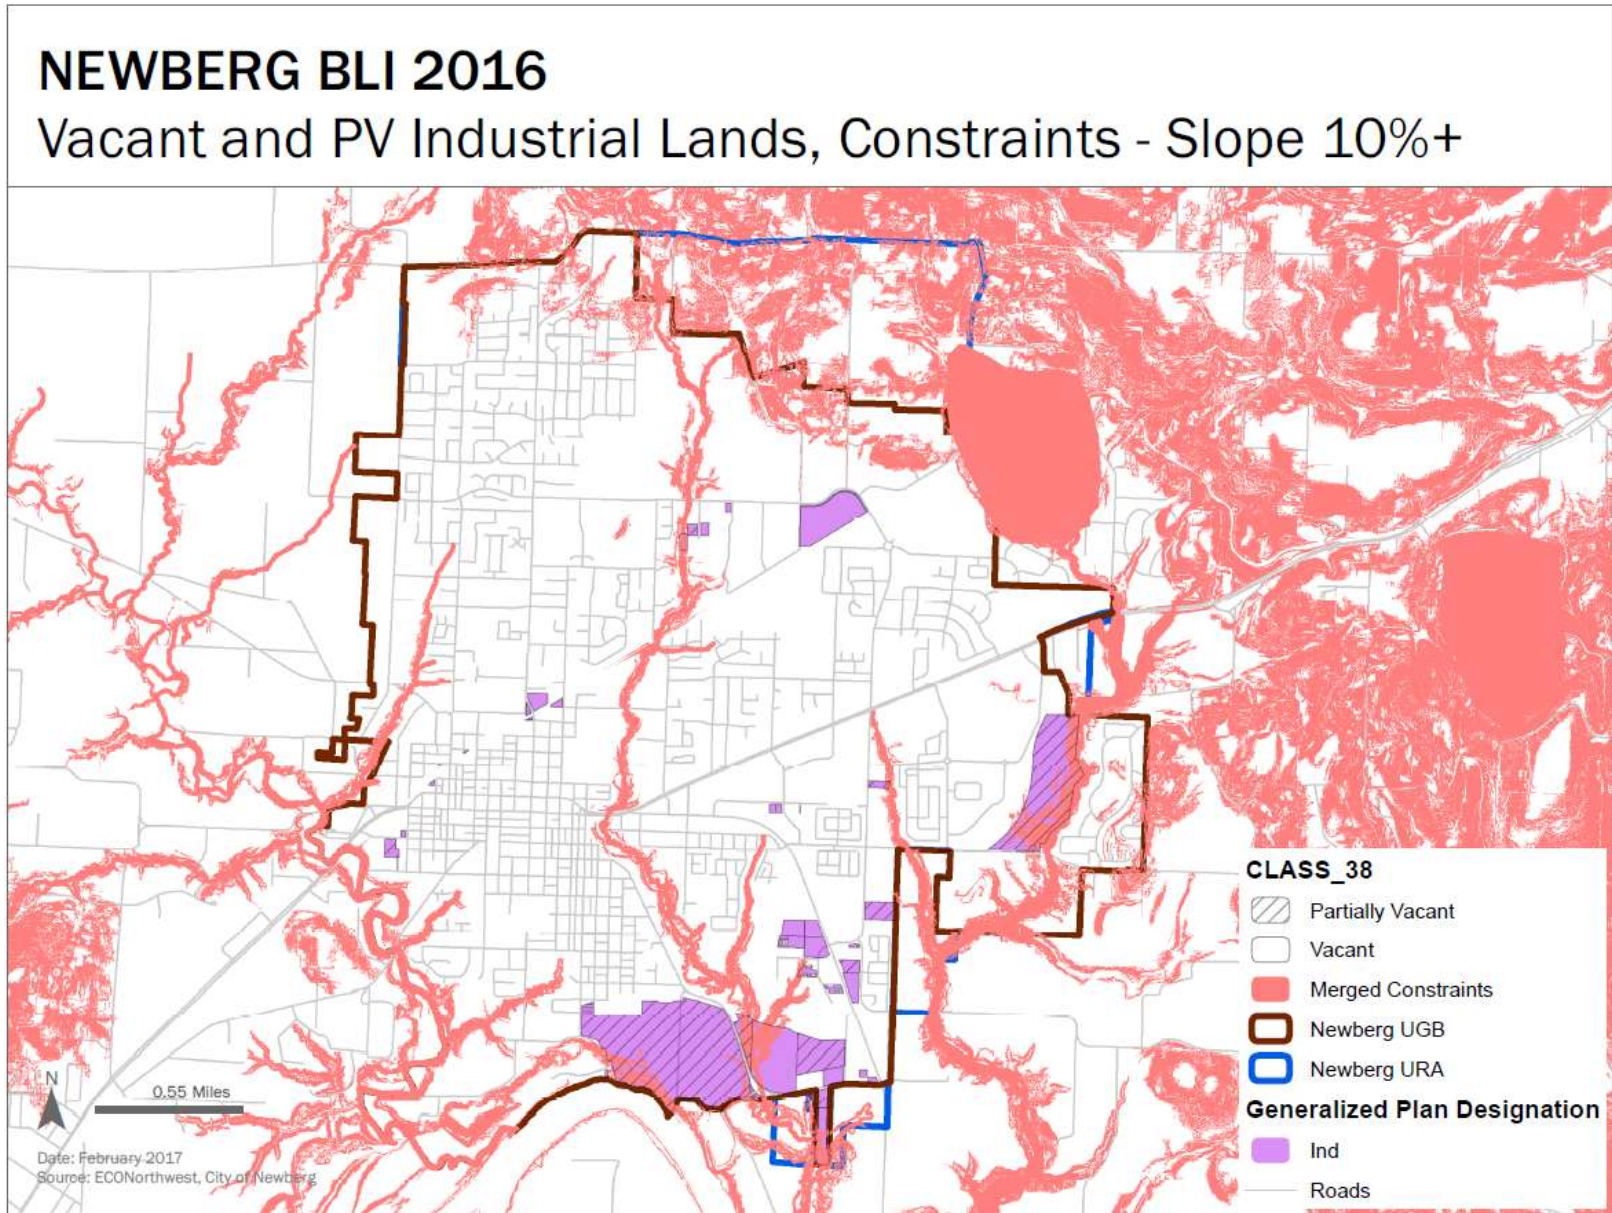 NEWBERG BLI 2016
Vacant and PV Industrial Lands, Constraints - Slope 10%+
CLASS_38
Partially Vacant
Vacant
Merged Constraints
Newberg UGB
Newberg URA
Generalized Plan Designation
Ind
Roads
N
0.55 Miles
Date: February 2017
Source: ECONorthwest, City of Newberg